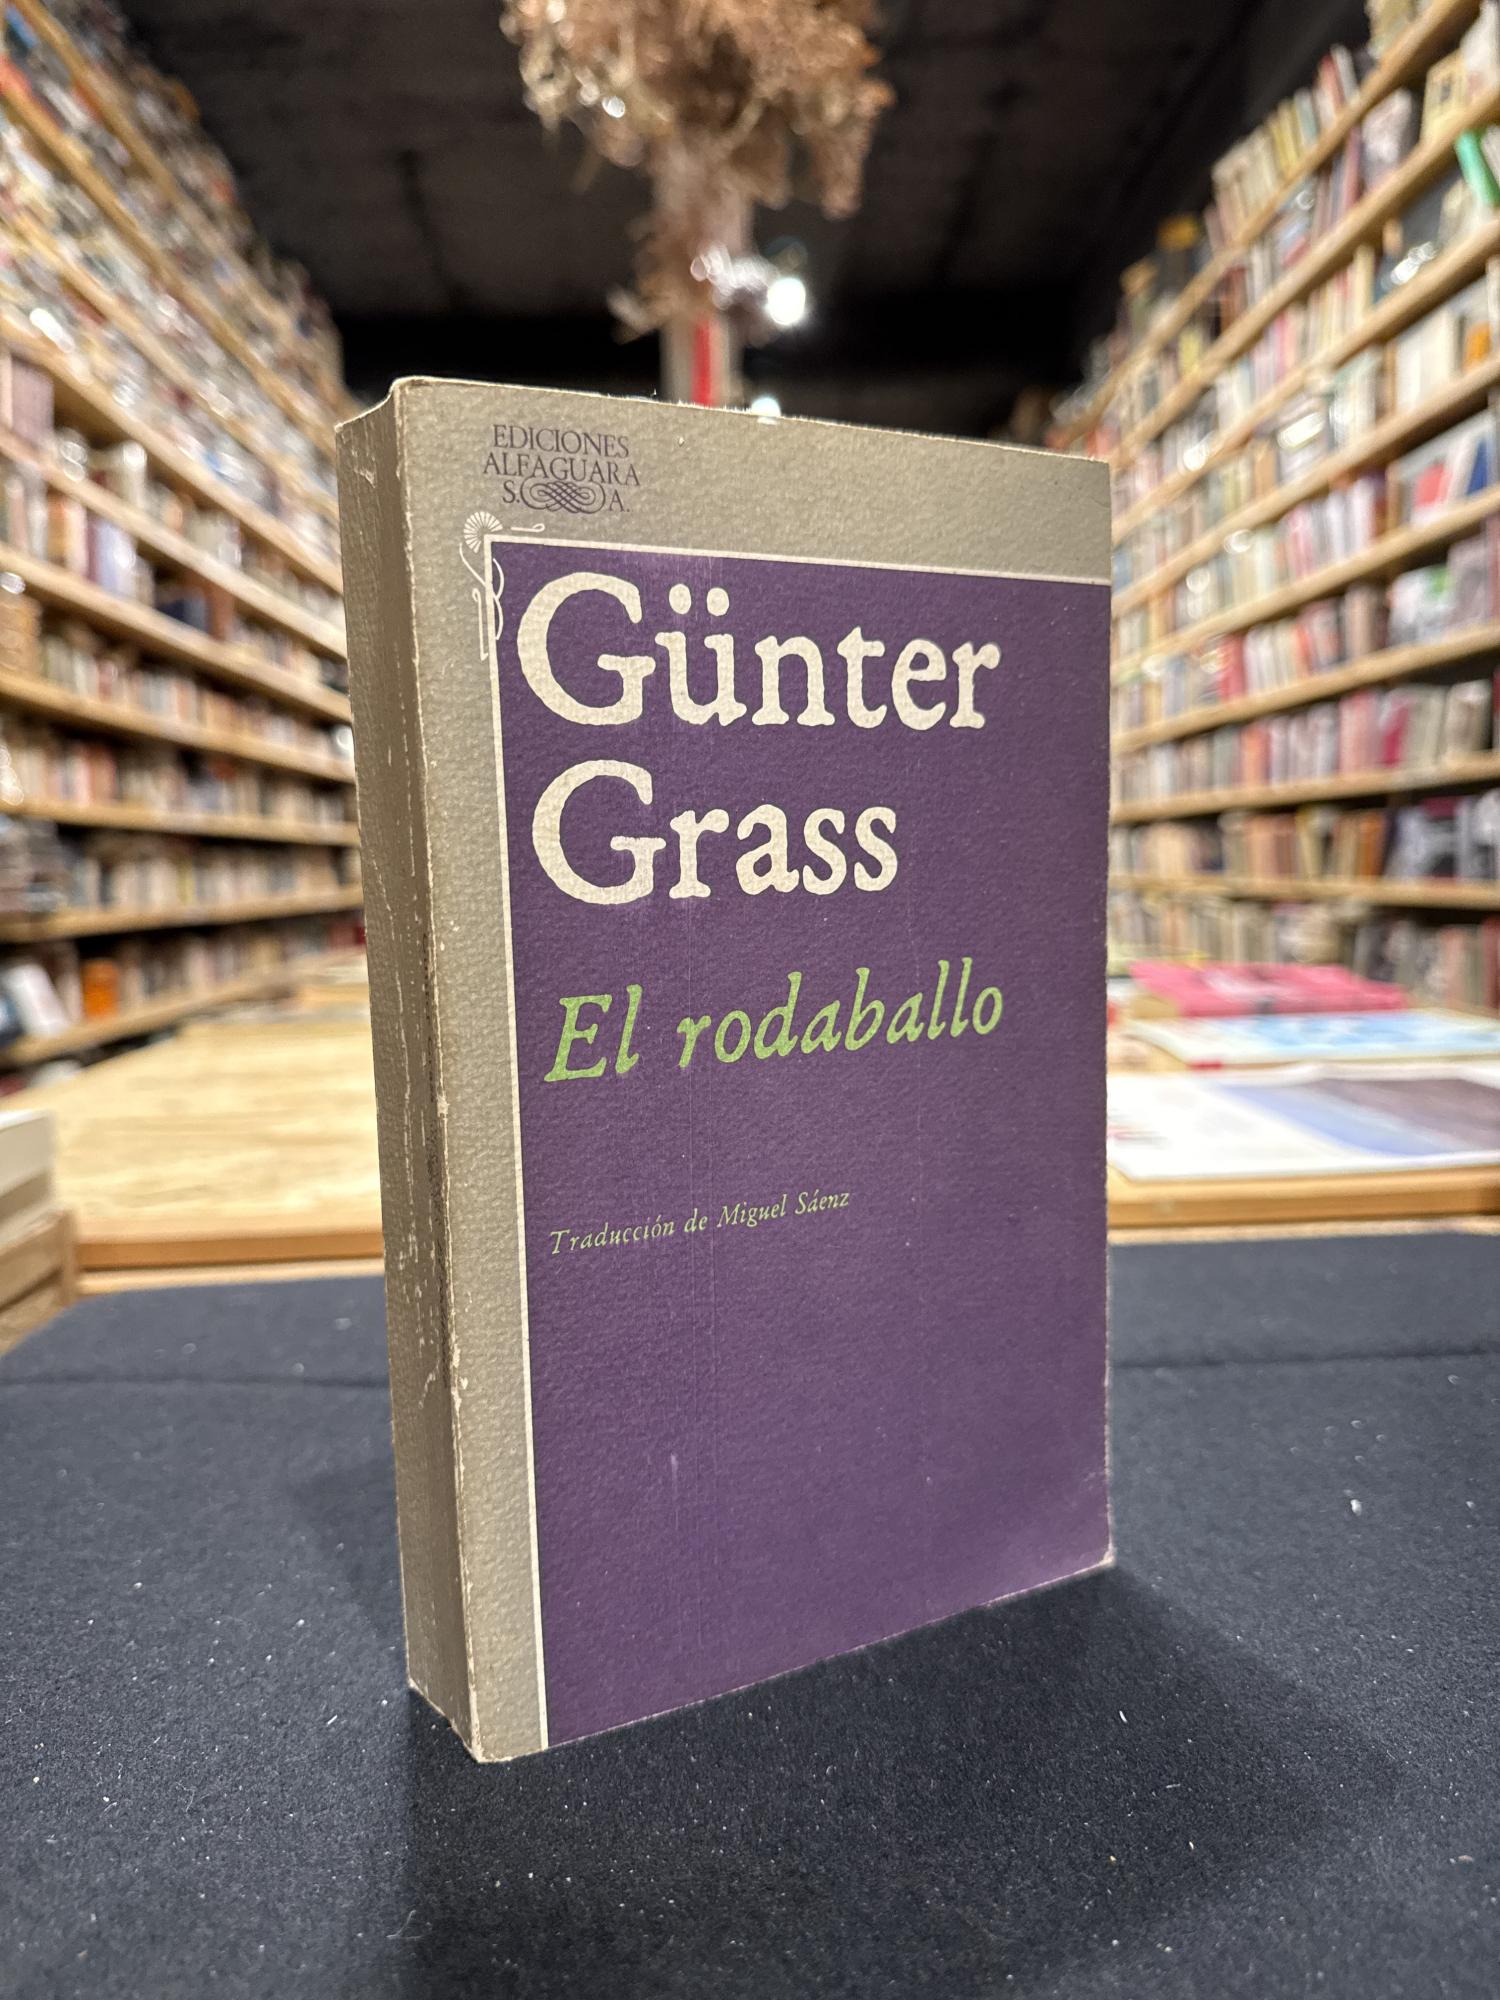 EDICIONES
ALFAGUARA
S. A.
Günter
Grass
El rodaballo
Traducción de Miguel Sáenz